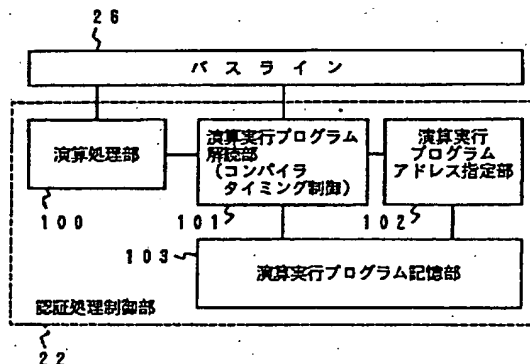 26
バスライン
演算処理部
演算実行プログラム
解読部
(コンパイラ
タイミング制御)
演算実行
プログラム
アドレス指定部
100
101
102
103
演算実行プログラム記憶部
認証処理制御部
22